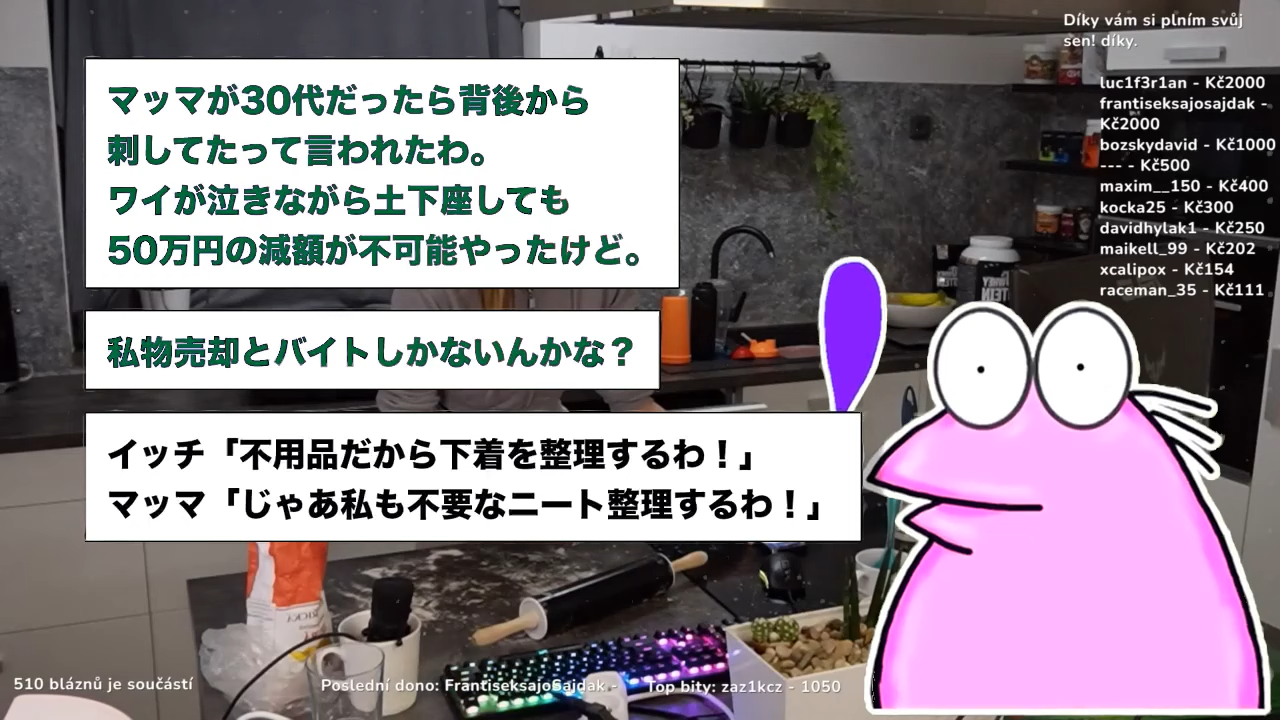 Díky vám si plním svůj
sen! díky.
luc1f3r1an - Kč2000
frantiseksajosajdak -
Kč2000
bozskydavid - Kč1000
--- - Kč500
maxim__150 - Kč400
kocka25 - Kč300
davidhylak1 - Kč250
maikell_99 - Kč202
xcalipox - Kč154
raceman_35 - Kč111
マッマが30代だったら背後から
刺してたって言われたわ。
ワイが泣きながら土下座しても
50万円の減額が不可能やったけど。
私物売却とバイトしかないんかな？
イッチ「不用品だから下着を整理するわ！」
マッマ「じゃあ私も不要なニート整理するわ！」
510 bláznů je součástí
Poslední dono: FrantiseksajoSajdak -
Top bity: zaz1kcz - 1050